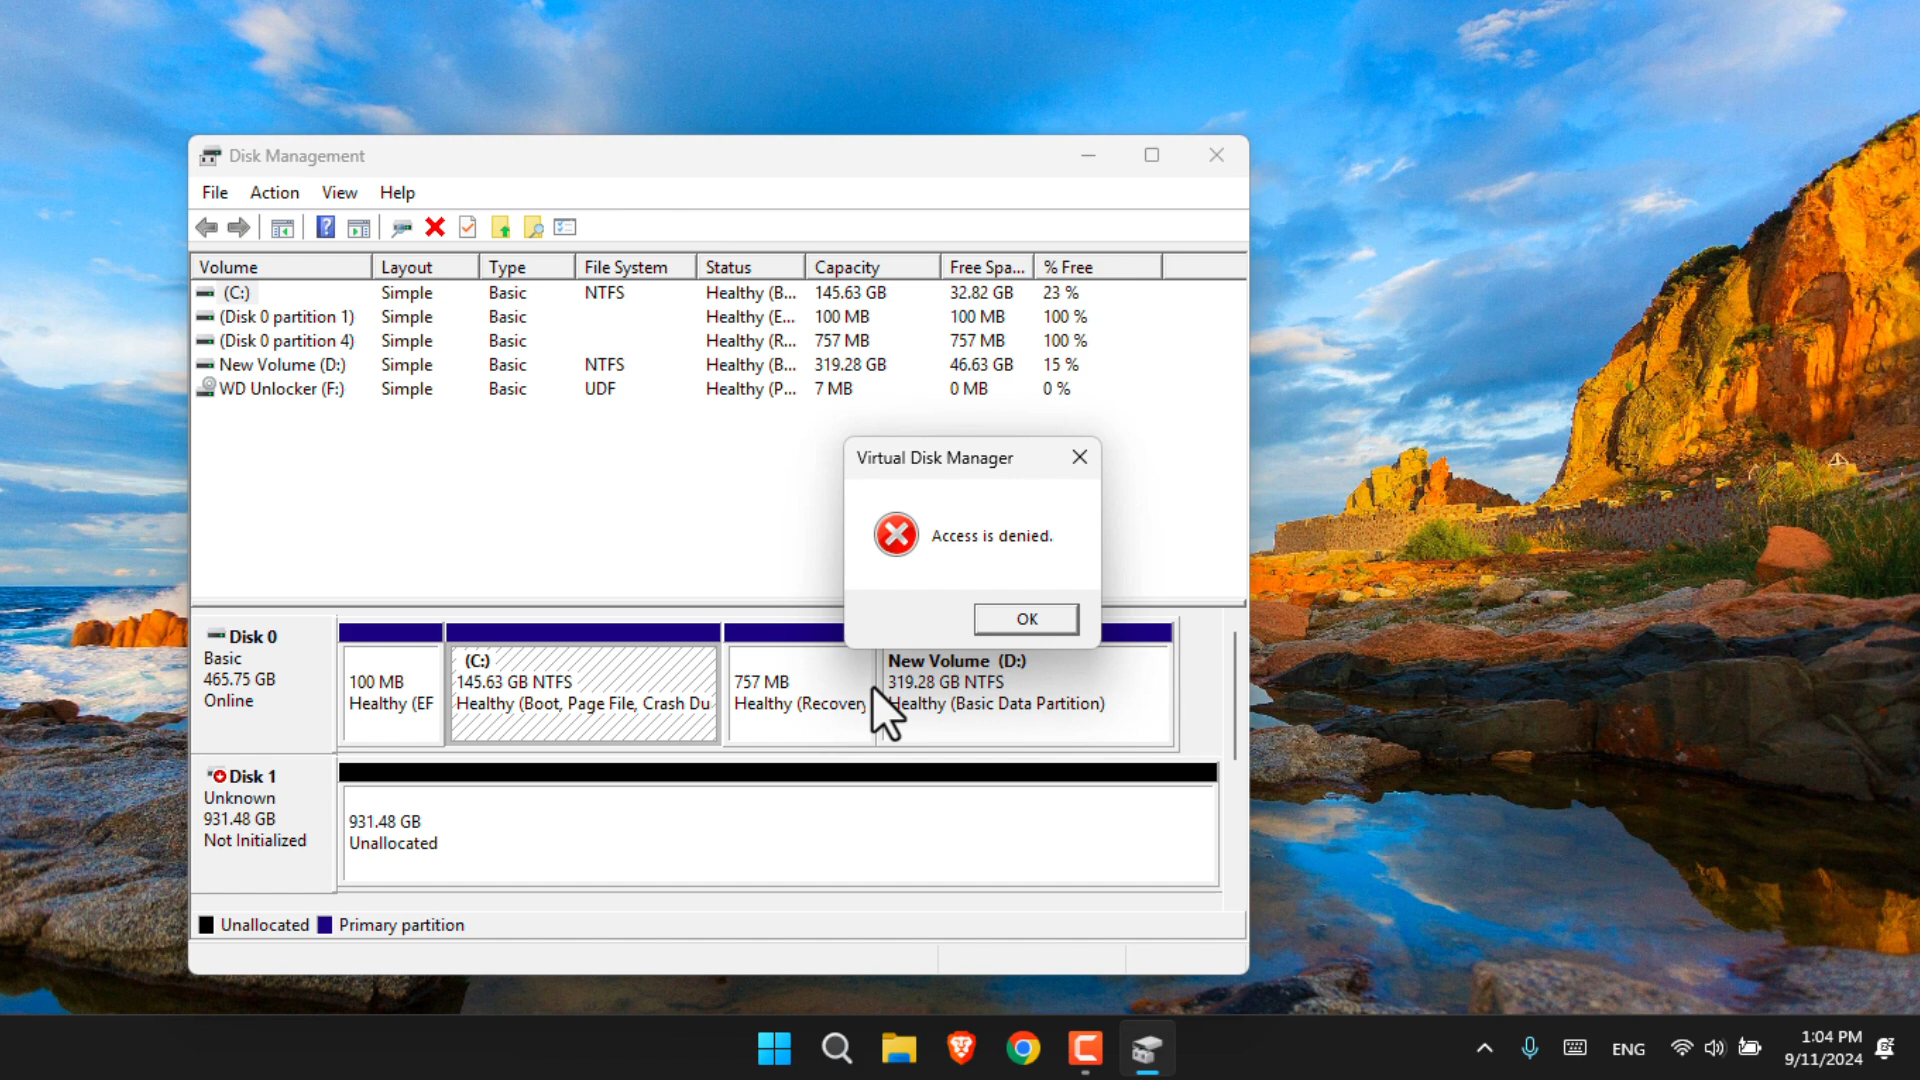 Disk Management
File Action View Help
Volume Layout Type File System Status Capacity Free Spa... % Free
(C:) Simple Basic NTFS Healthy (B... 145.63 GB 32.82 GB 23 %
(Disk 0 partition 1) Simple Basic Healthy (E... 100 MB 100 MB 100 %
(Disk 0 partition 4) Simple Basic Healthy (R... 757 MB 757 MB 100 %
New Volume (D:) Simple Basic NTFS Healthy (B... 319.28 GB 46.63 GB 15 %
WD Unlocker (F:) Simple Basic UDF Healthy (P... 7 MB 0 MB 0 %
Virtual Disk Manager
Access is denied.
OK
Disk 0
Basic
465.75 GB
Online
100 MB
Healthy (EF
(C:)
145.63 GB NTFS
Healthy (Boot, Page File, Crash Du
757 MB
Healthy (Recovery
New Volume (D:)
319.28 GB NTFS
Healthy (Basic Data Partition)
Disk 1
Unknown
931.48 GB
Not Initialized
931.48 GB
Unallocated
Unallocated Primary partition
ENG
1:04 PM
9/11/2024